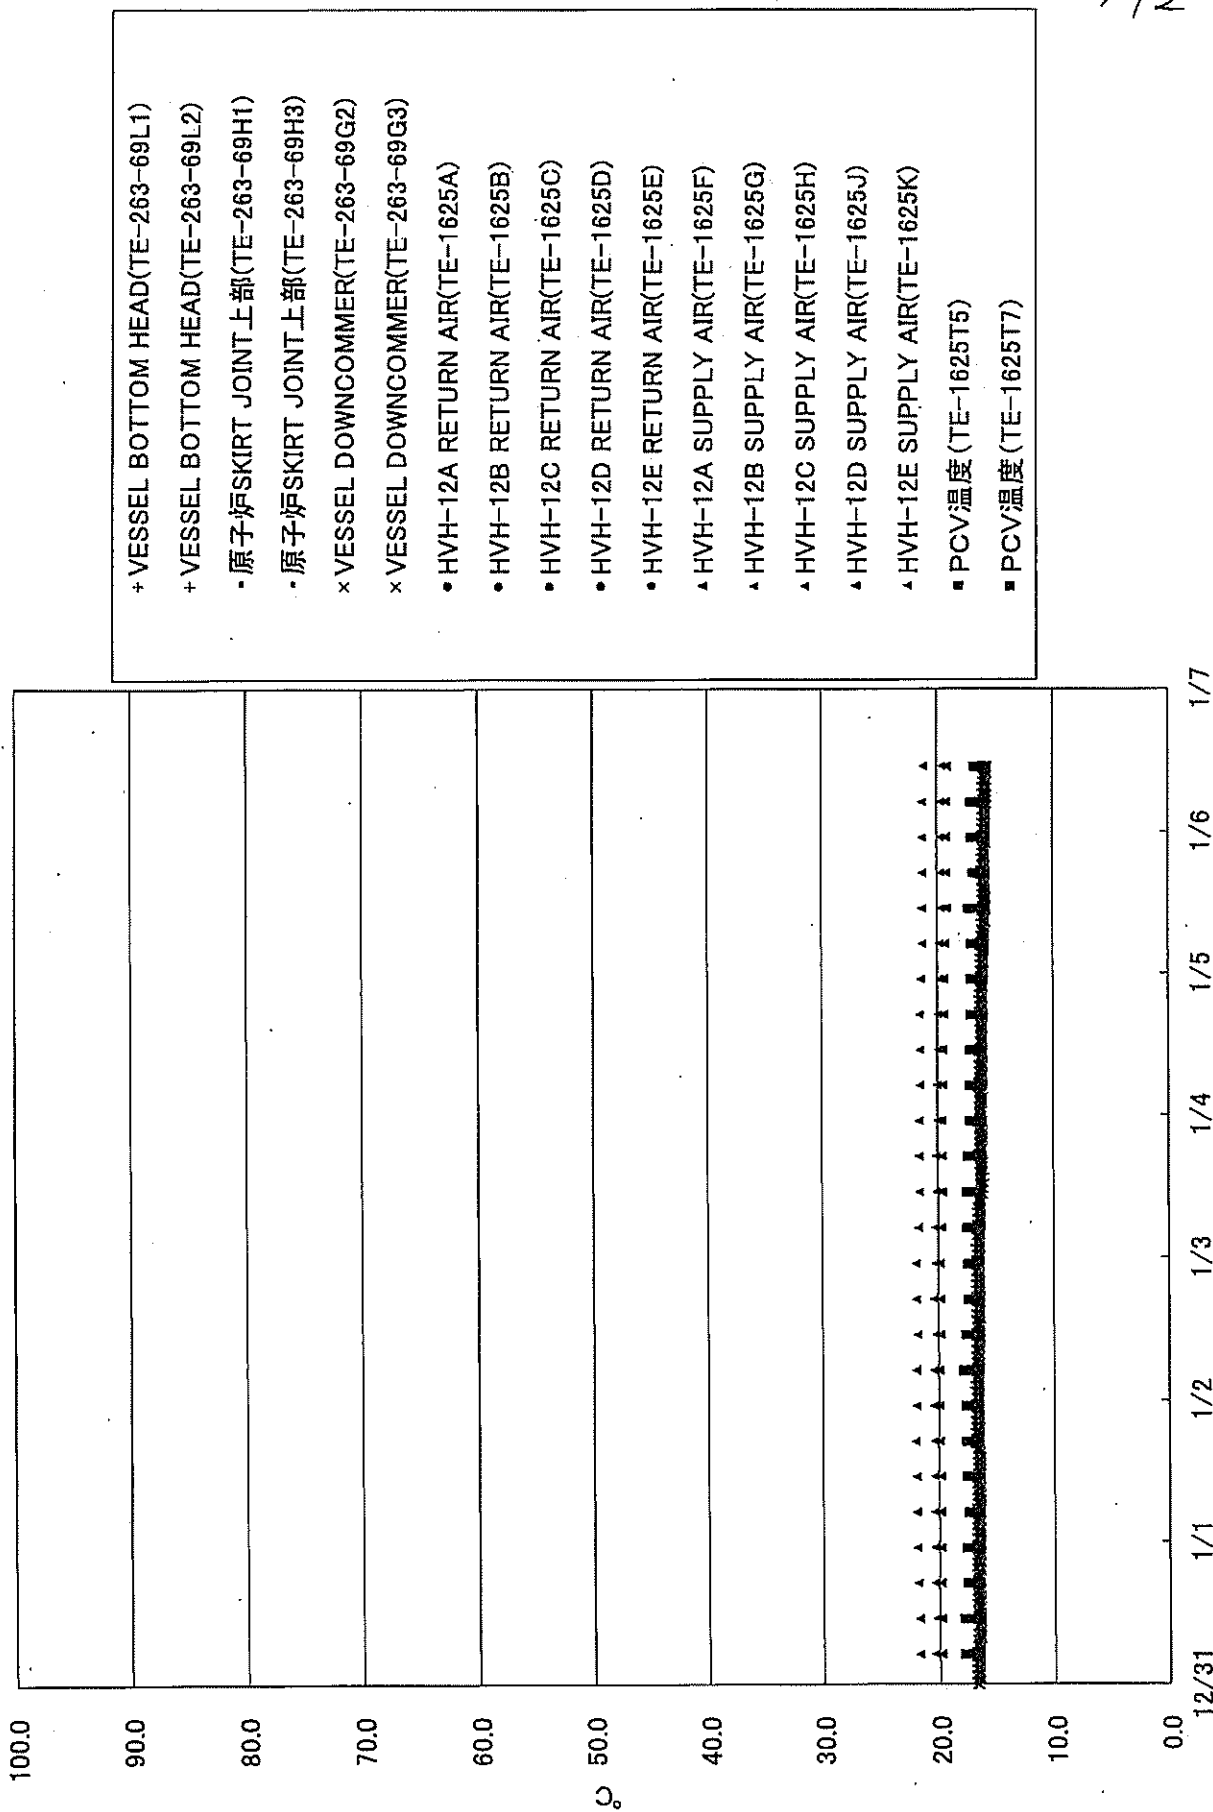 + VESSEL BOTTOM HEAD(TE-263-69L1)
+ VESSEL BOTTOM HEAD(TE-263-69L2)
- 原子炉SKIRT JOINT上部(TE-263-69H1)
- 原子炉SKIRT JOINT上部(TE-263-69H3)
× VESSEL DOWNCOMMER(TE-263-69G2)
× VESSEL DOWNCOMMER(TE-263-69G3)
● HVH-12A RETURN AIR(TE-1625A)
● HVH-12B RETURN AIR(TE-1625B)
● HVH-12C RETURN AIR(TE-1625C)
● HVH-12D RETURN AIR(TE-1625D)
● HVH-12E RETURN AIR(TE-1625E)
▲ HVH-12A SUPPLY AIR(TE-1625F)
▲ HVH-12B SUPPLY AIR(TE-1625G)
▲ HVH-12C SUPPLY AIR(TE-1625H)
▲ HVH-12D SUPPLY AIR(TE-1625J)
▲ HVH-12E SUPPLY AIR(TE-1625K)
■ PCV温度(TE-1625T5)
■ PCV温度(TE-1625T7)
100.0
90.0
80.0
70.0
60.0
50.0
40.0
30.0
20.0
10.0
0.0
℃
12/31
1/1
1/2
1/3
1/4
1/5
1/6
1/7